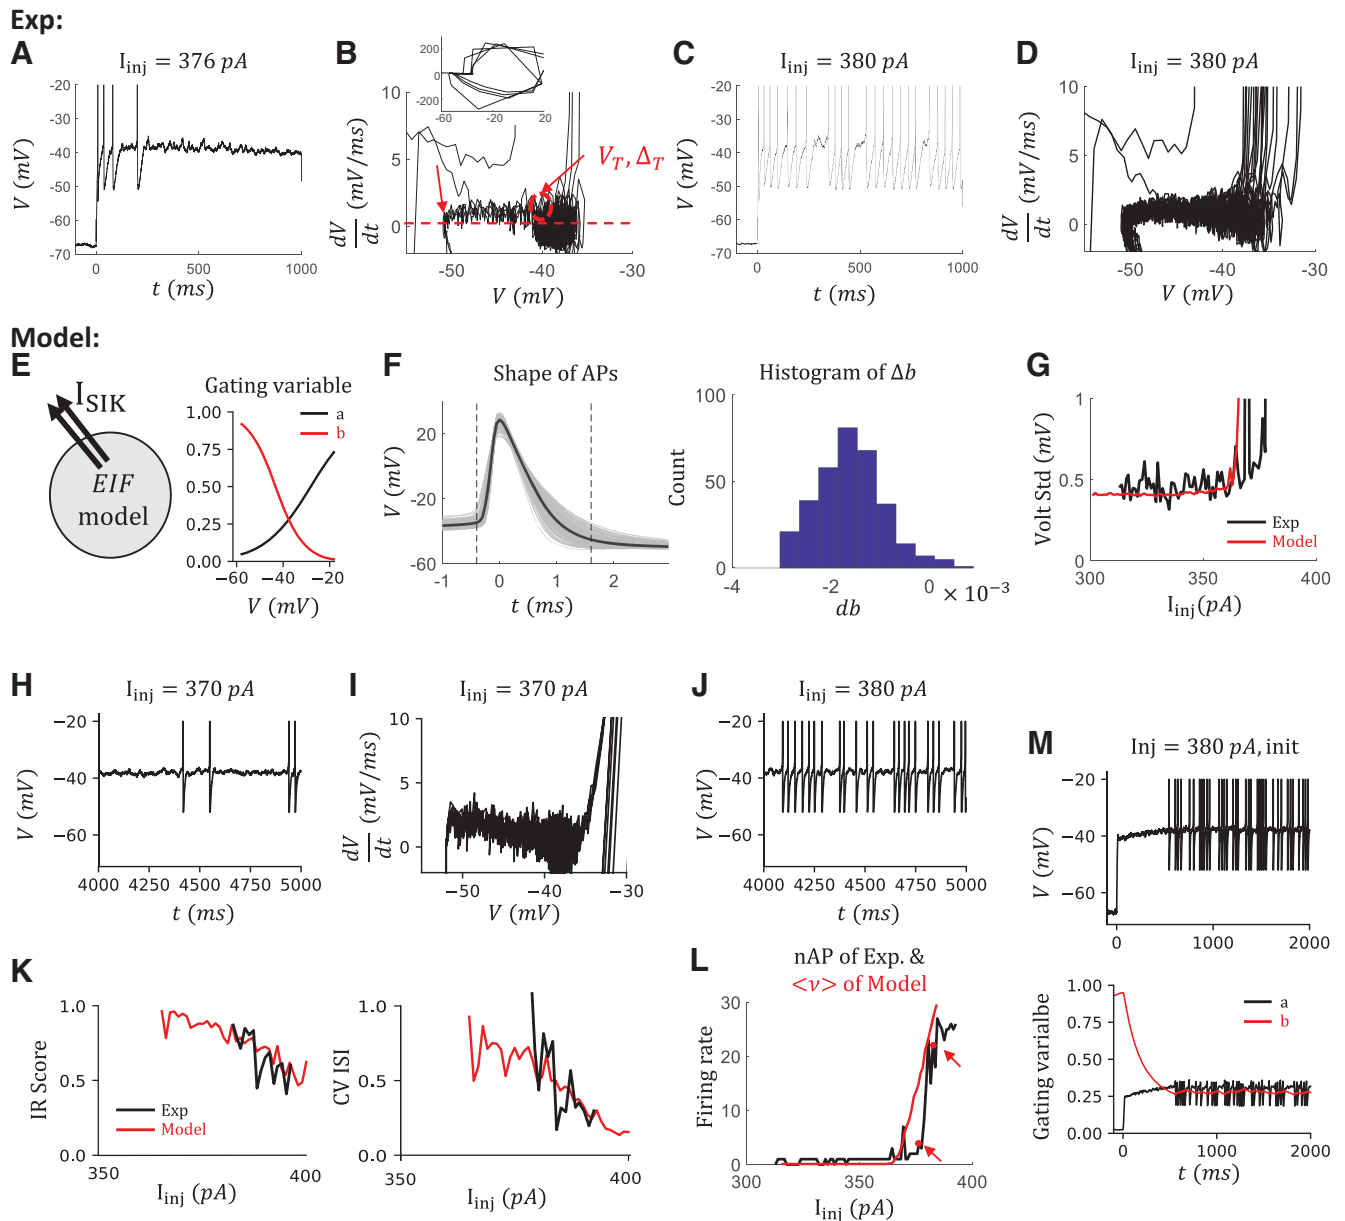 Exp:
A
I_inj = 376 pA
V (mV)
-20
-30
-40
-50
-60
-70
0
500
1000
t (ms)
B
200
0
-200
-60
-40
-20
20
dV/dt (mV/ms)
10
5
0
V_T, Δ_T
-50
-40
-30
V (mV)
C
I_inj = 380 pA
V (mV)
-20
-30
-40
-50
-60
-70
0
500
1000
t (ms)
D
I_inj = 380 pA
dV/dt (mV/ms)
10
5
0
-50
-40
-30
V (mV)
Model:
E
I_SIK
EIF
model
Gating variable
a
b
1.00
0.75
0.50
0.25
0.00
−60
−40
−20
V (mV)
F
Shape of APs
V (mV)
20
-20
-60
-1
0
1
2
t (ms)
Histogram of Δb
Count
100
50
0
-4
-2
0
× 10⁻³
db
G
Volt Std (mV)
1
0.5
0
Exp
Model
300
350
400
I_inj(pA)
H
I_inj = 370 pA
V (mV)
−20
−40
−60
4000
4250
4750
5000
t (ms)
I
I_inj = 370 pA
dV/dt (mV/ms)
10
5
0
−50
−40
−30
V (mV)
J
I_inj = 380 pA
V (mV)
−20
−40
−60
4000
4250
4750
5000
t (ms)
M
Inj = 380 pA, init
V (mV)
−20
−40
−60
0
1000
2000
Gating varialbe
1.00
0.75
0.50
0.25
0.00
a
b
0
1000
2000
t (ms)
K
IR Score
1.0
0.5
0.0
Exp
Model
350
400
I_inj (pA)
CV ISI
1.0
0.5
0.0
350
400
I_inj (pA)
L
nAP of Exp. &
<ν> of Model
Firing rate
30
20
10
0
300
350
400
I_inj (pA)